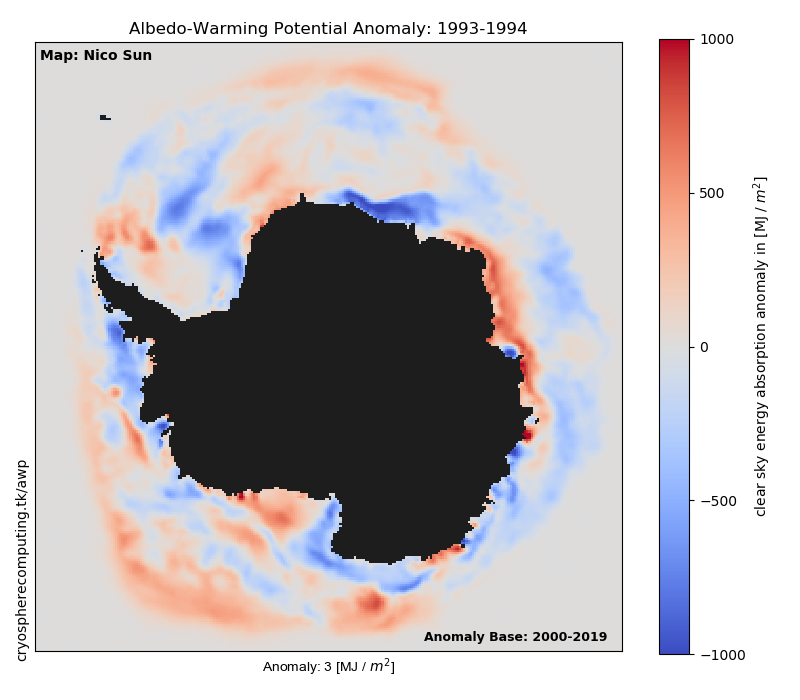 Albedo-Warming Potential Anomaly: 1993-1994
Map: Nico Sun
cryospherecomputing.tk/awp
Anomaly Base: 2000-2019
Anomaly: 3 [MJ / m²]
1000
500
0
−500
−1000
clear sky energy absorption anomaly in [MJ / m²]